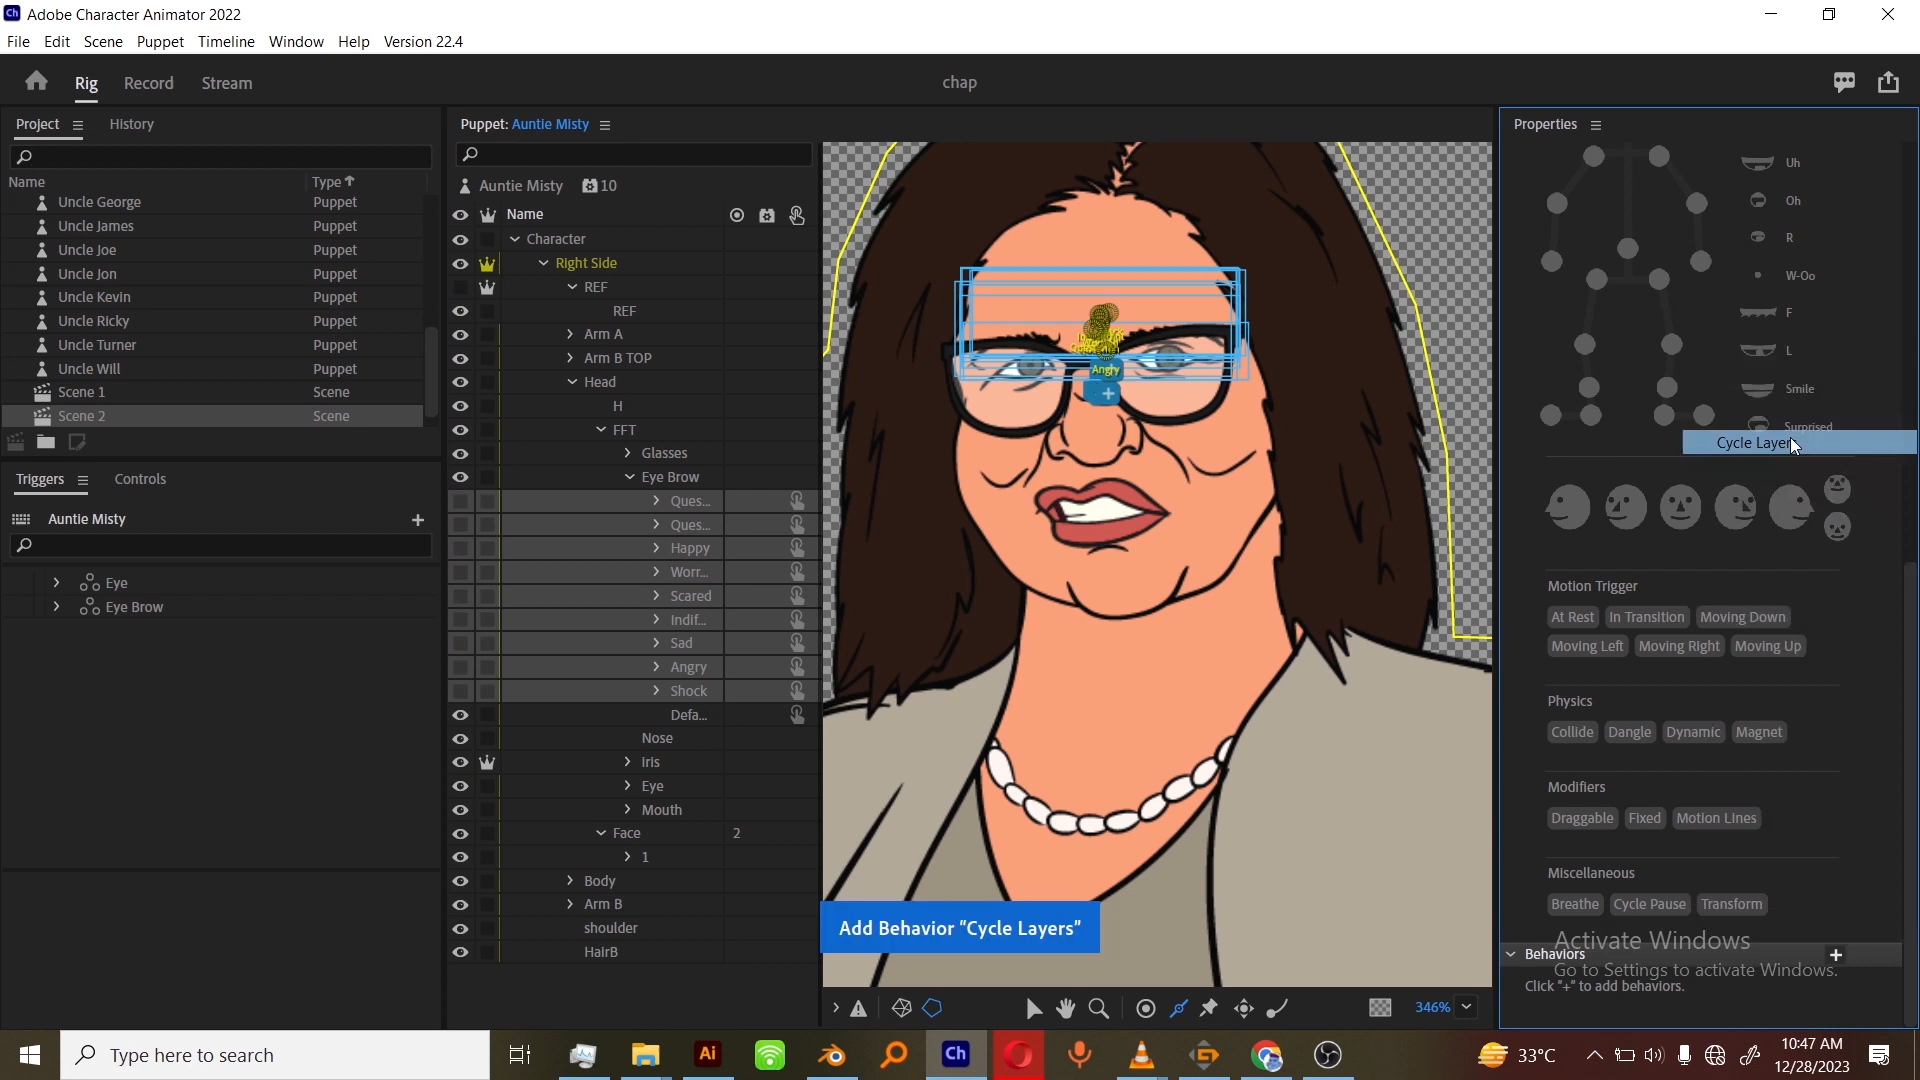 Adobe Character Animator 2022
File Edit Scene Puppet Timeline Window Help Version 22.4
Rig Record Stream
chap
Project
History
Name Type
Uncle George Puppet
Uncle James Puppet
Uncle Joe Puppet
Uncle Jon Puppet
Uncle Kevin Puppet
Uncle Ricky Puppet
Uncle Turner Puppet
Uncle Will Puppet
Scene 1 Scene
Scene 2 Scene
Triggers
Controls
Auntie Misty
Eye
Eye Brow
Puppet: Auntie Misty
Auntie Misty 10
Name
Character
Right Side
REF
REF
Arm A
Arm B TOP
Head
H
FFT
Glasses
Eye Brow
Ques...
Ques...
Happy
Worr...
Scared
Indif...
Sad
Angry
Shock
Defa...
Nose
Iris
Eye
Mouth
Face 2
1
Body
Arm B
shoulder
HairB
Angry
Add Behavior "Cycle Layers"
346%
Properties
Uh
Oh
R
W-Oo
F
L
Smile
Surprised
Motion Trigger
At Rest In Transition Moving Down
Moving Left Moving Right Moving Up
Physics
Collide Dangle Dynamic Magnet
Modifiers
Draggable Fixed Motion Lines
Miscellaneous
Breathe Cycle Pause Transform
Activate Windows
Behaviors
Go to Settings to activate Windows.
Click "+" to add behaviors.
Type here to search
Ai
Ch
33°C
10:47 AM
12/28/2023